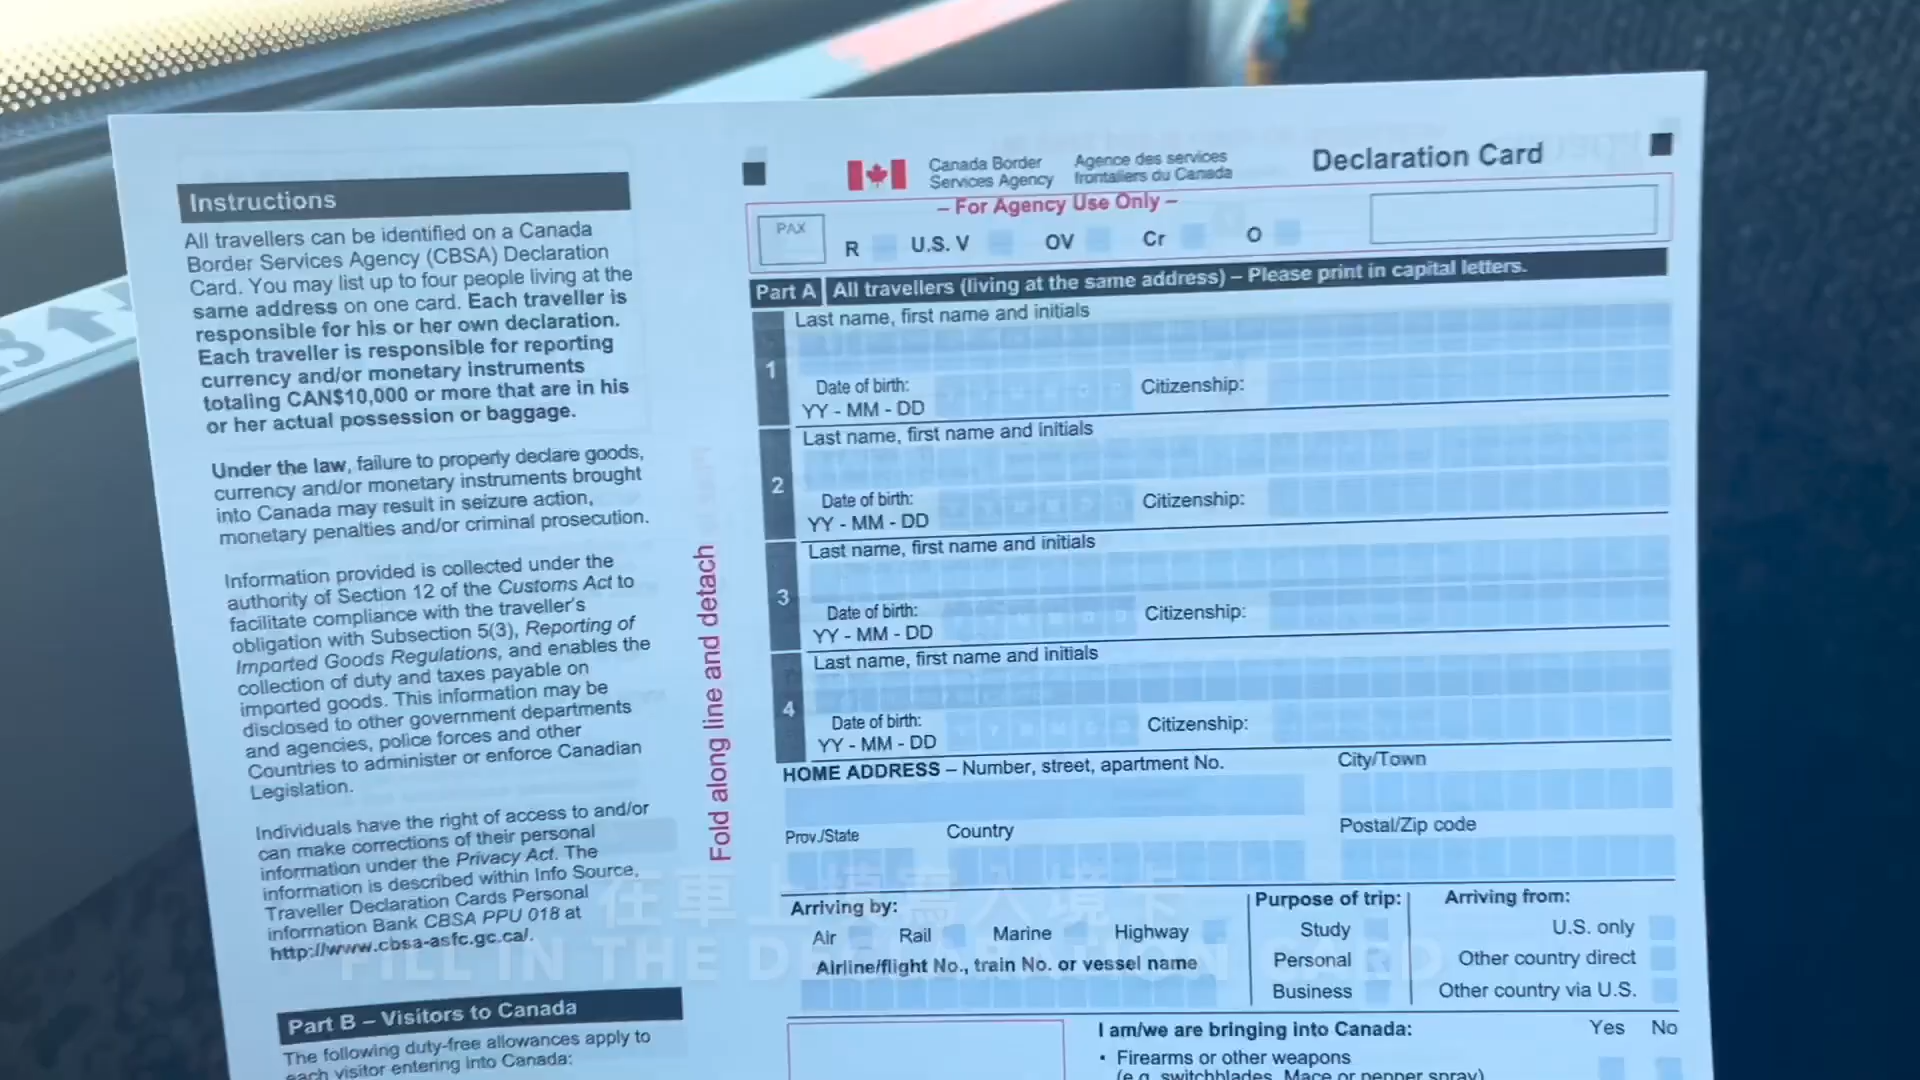 Instructions
All travellers can be identified on a Canada
Border Services Agency (CBSA) Declaration
Card. You may list up to four people living at the
same address on one card. Each traveller is
responsible for his or her own declaration.
Each traveller is responsible for reporting
currency and/or monetary instruments
totaling CAN$10,000 or more that are in his
or her actual possession or baggage.
Under the law, failure to properly declare goods,
currency and/or monetary instruments brought
into Canada may result in seizure action,
monetary penalties and/or criminal prosecution.
Information provided is collected under the
authority of Section 12 of the Customs Act to
facilitate compliance with the traveller's
obligation with Subsection 5(3), Reporting of
Imported Goods Regulations, and enables the
collection of duty and taxes payable on
imported goods. This information may be
disclosed to other government departments
and agencies, police forces and other
Countries to administer or enforce Canadian
Legislation.
Individuals have the right of access to and/or
can make corrections of their personal
information under the Privacy Act. The
information is described within Info Source,
Traveller Declaration Cards Personal
Information Bank CBSA PPU 018 at
http://www.cbsa-asfc.gc.ca/.
Part B – Visitors to Canada
The following duty-free allowances apply to
each visitor entering into Canada:
Fold along line and detach
Canada Border
Services Agency
Agence des services
frontaliers du Canada
Declaration Card
– For Agency Use Only –
PAX
R U.S. V OV Cr O
Part A All travellers (living at the same address) – Please print in capital letters.
1
Last name, first name and initials
Date of birth:
YY - MM - DD
Citizenship:
2
Last name, first name and initials
Date of birth:
YY - MM - DD
Citizenship:
3
Last name, first name and initials
Date of birth:
YY - MM - DD
Citizenship:
4
Last name, first name and initials
Date of birth:
YY - MM - DD
Citizenship:
HOME ADDRESS – Number, street, apartment No.
City/Town
Prov./State
Country
Postal/Zip code
Arriving by:
Air Rail Marine Highway
Airline/flight No., train No. or vessel name
Purpose of trip:
Study
Personal
Business
Arriving from:
U.S. only
Other country direct
Other country via U.S.
I am/we are bringing into Canada:
Yes No
• Firearms or other weapons
(e.g. switchblades, Mace or pepper spray)
在車上填寫入境卡
FILL IN THE DECLARATION CARD